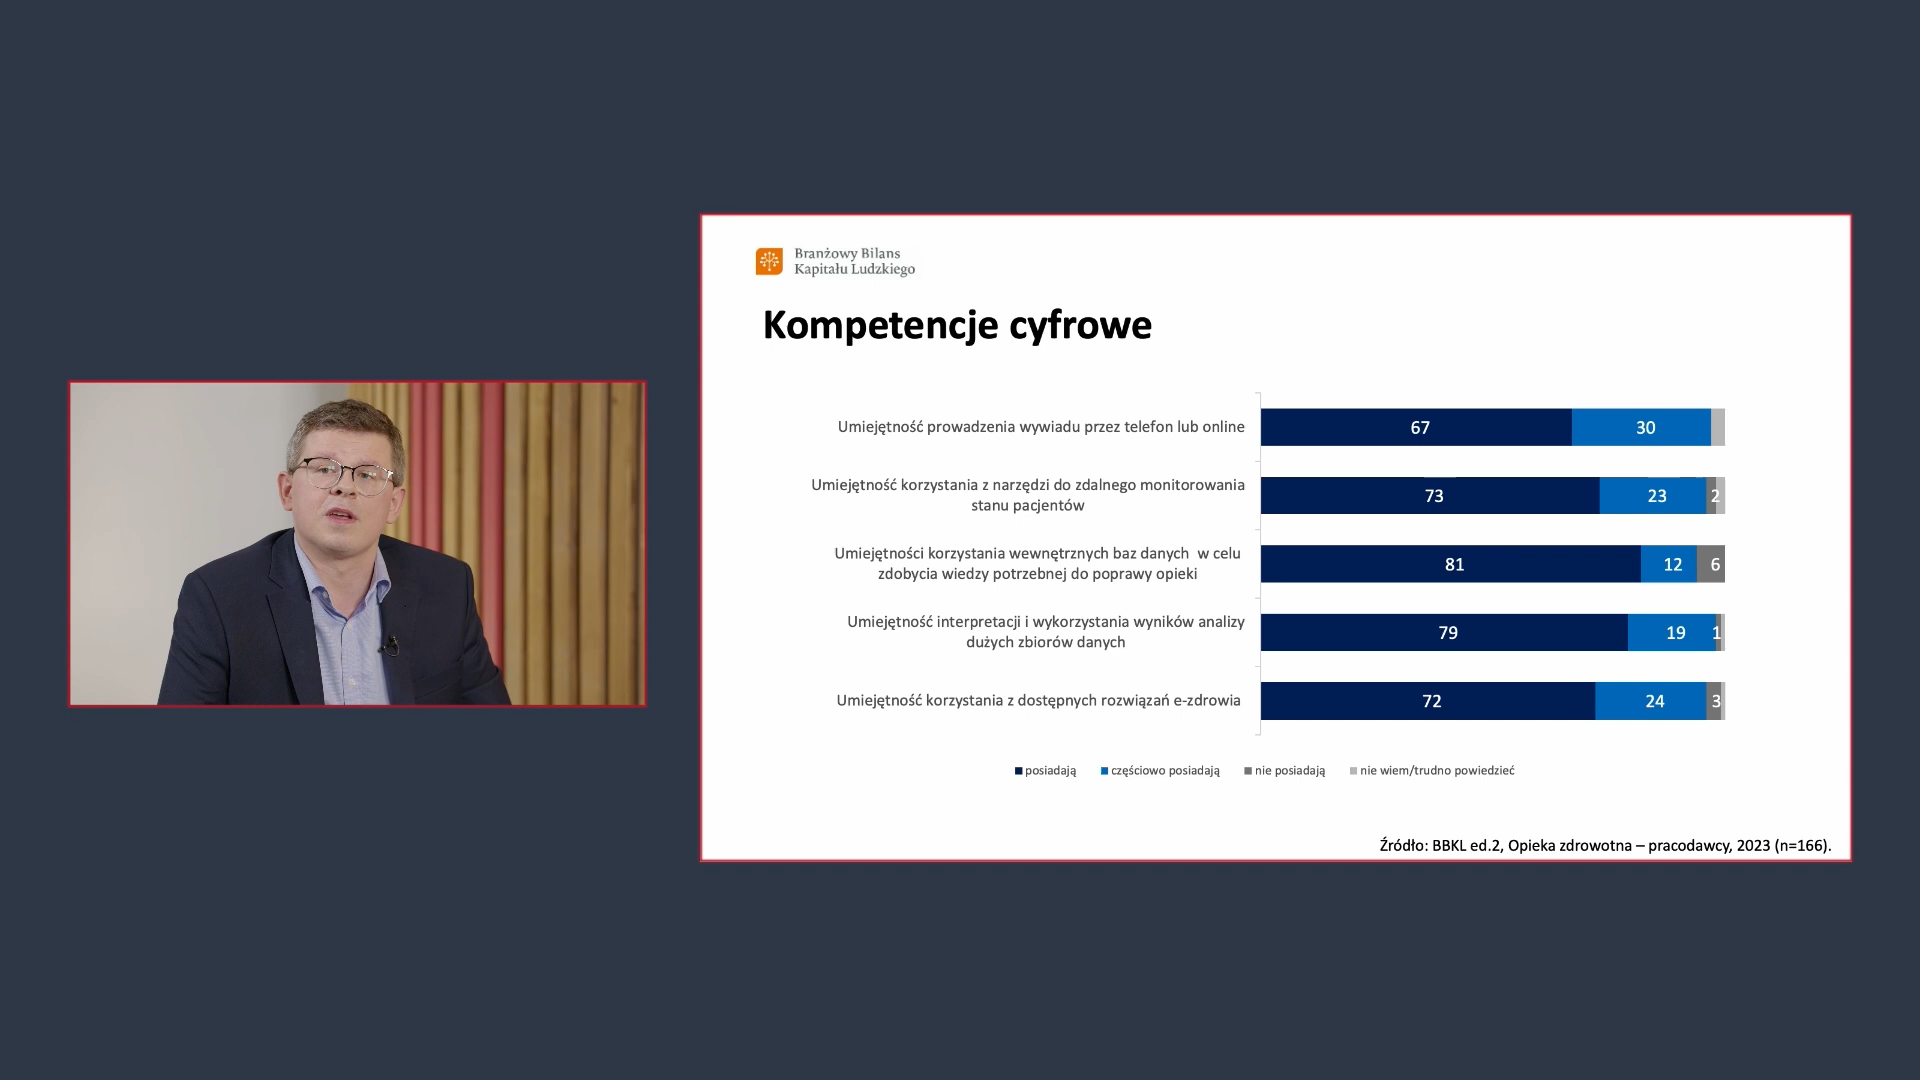 Branżowy Bilans
Kapitału Ludzkiego
Kompetencje cyfrowe
Umiejętność prowadzenia wywiadu przez telefon lub online
67
30
Umiejętność korzystania z narzędzi do zdalnego monitorowania
stanu pacjentów
73
23
2
Umiejętności korzystania wewnętrznych baz danych  w celu
zdobycia wiedzy potrzebnej do poprawy opieki
81
12
6
Umiejętność interpretacji i wykorzystania wyników analizy
dużych zbiorów danych
79
19
1
Umiejętność korzystania z dostępnych rozwiązań e-zdrowia
72
24
3
posiadają
częściowo posiadają
nie posiadają
nie wiem/trudno powiedzieć
Źródło: BBKL ed.2, Opieka zdrowotna – pracodawcy, 2023 (n=166).